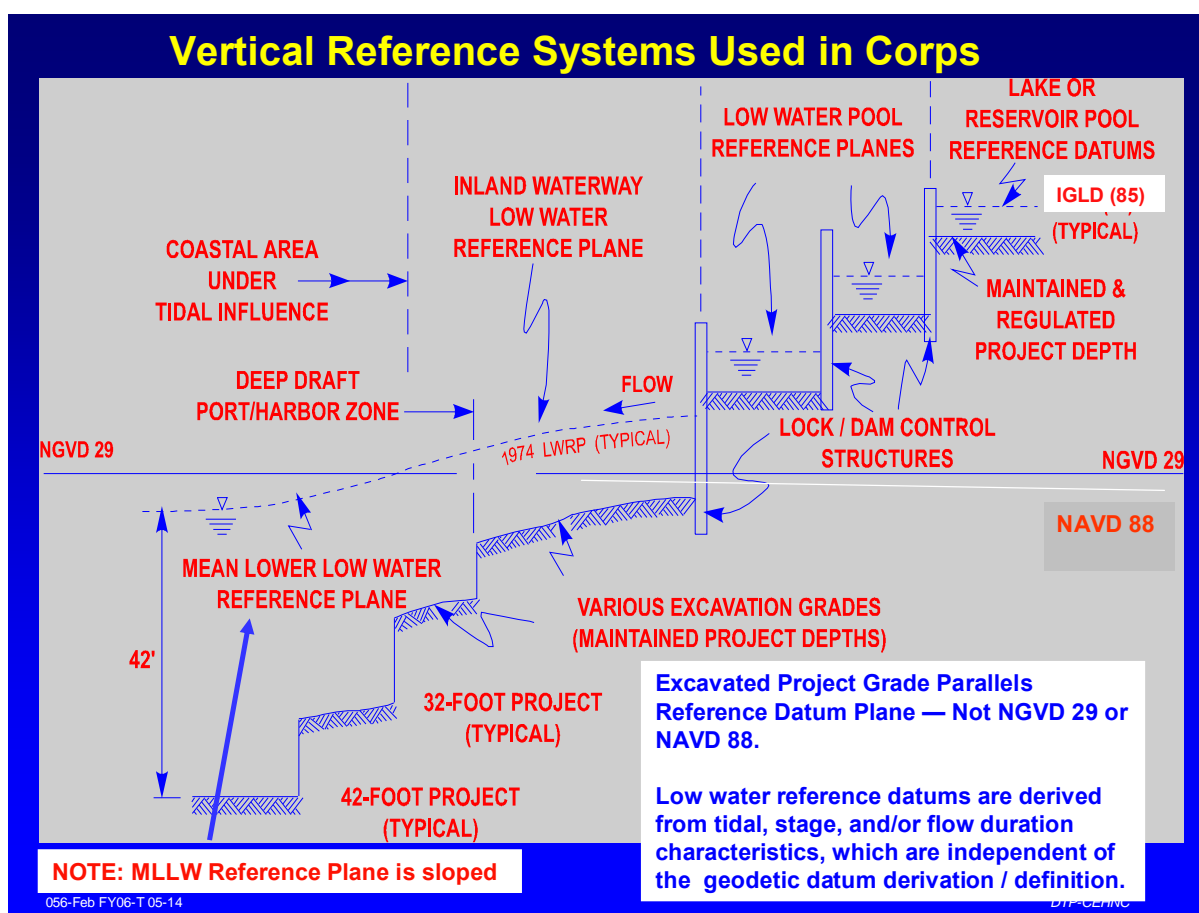 Vertical Reference Systems Used in Corps
LAKE OR
RESERVOIR POOL
REFERENCE DATUMS
LOW WATER POOL
REFERENCE PLANES
IGLD (85)
(TYPICAL)
INLAND WATERWAY
LOW WATER
REFERENCE PLANE
COASTAL AREA
UNDER
TIDAL INFLUENCE
MAINTAINED &
REGULATED
PROJECT DEPTH
DEEP DRAFT
PORT/HARBOR ZONE
FLOW
1974 LWRP (TYPICAL)
LOCK / DAM CONTROL
STRUCTURES
NGVD 29
NGVD 29
NAVD 88
MEAN LOWER LOW WATER
REFERENCE PLANE
VARIOUS EXCAVATION GRADES
(MAINTAINED PROJECT DEPTHS)
42'
32-FOOT PROJECT
(TYPICAL)
42-FOOT PROJECT
(TYPICAL)
Excavated Project Grade Parallels
Reference Datum Plane — Not NGVD 29 or
NAVD 88.
Low water reference datums are derived
from tidal, stage, and/or flow duration
characteristics, which are independent of
the geodetic datum derivation / definition.
NOTE: MLLW Reference Plane is sloped
056-Feb FY06-T 05-14
DTP-CEHNC